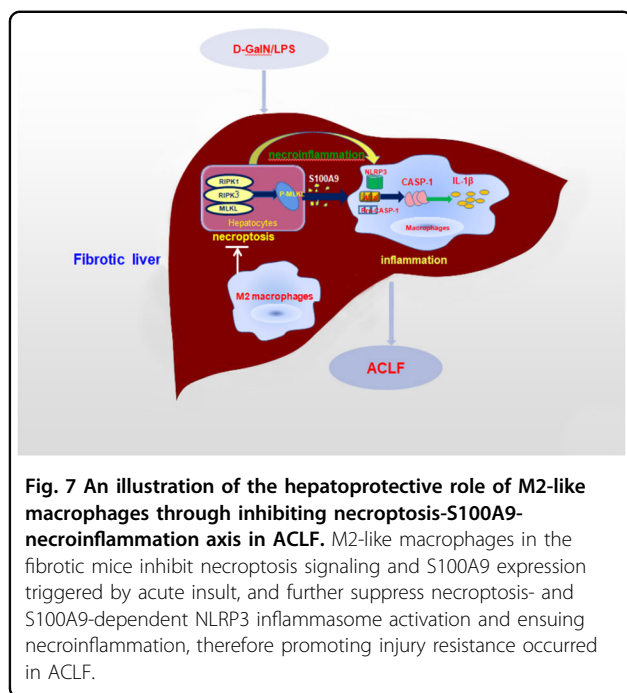 D-GalN/LPS
necroinflammation
RIPK1
RIPK3
MLKL
P-MLKL
Hepatocytes
necroptosis
S100A9
NLRP3
CASP-1
CASP-1
IL-1β
Macrophages
inflammation
Fibrotic liver
M2 macrophages
ACLF
Fig. 7 An illustration of the hepatoprotective role of M2-like
macrophages through inhibiting necroptosis-S100A9-
necroinflammation axis in ACLF. M2-like macrophages in the
fibrotic mice inhibit necroptosis signaling and S100A9 expression
triggered by acute insult, and further suppress necroptosis- and
S100A9-dependent NLRP3 inflammasome activation and ensuing
necroinflammation, therefore promoting injury resistance occurred
in ACLF.